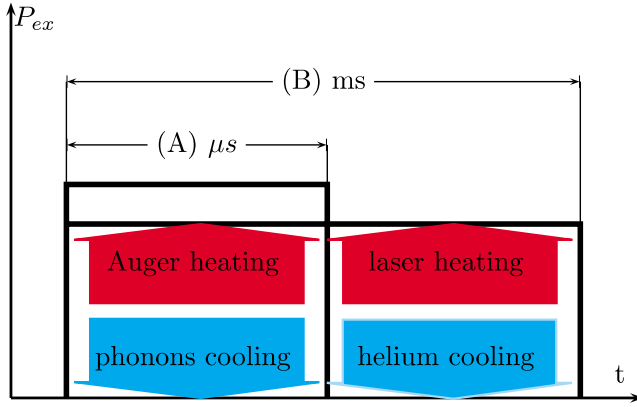 P_ex
(B) ms
(A) μs
Auger heating
laser heating
phonons cooling
helium cooling
t